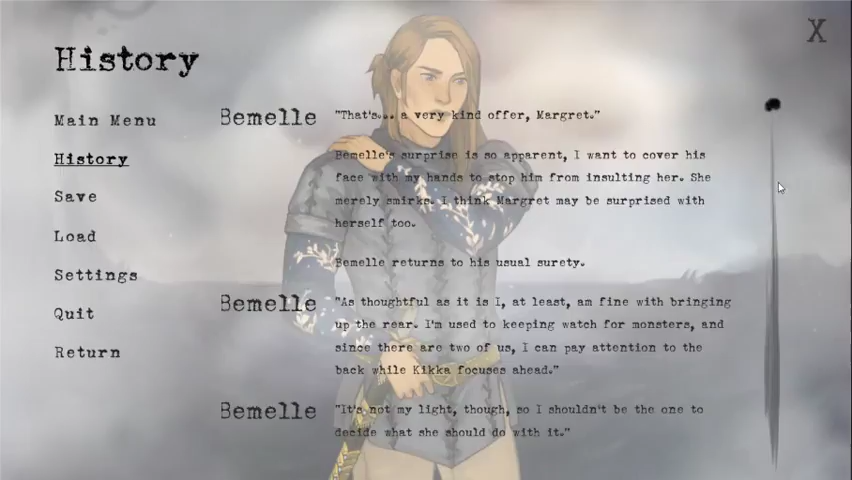 X
History
Main Menu
History
Save
Load
Settings
Quit
Return
Bemelle
"That's... a very kind offer, Margret."
Bemelle's surprise is so apparent, I want to cover his
face with my hands to stop him from insulting her. She
merely smirks. I think Margret may be surprised with
herself too.
Bemelle returns to his usual surety.
Bemelle
"As thoughtful as it is I, at least, am fine with bringing
up the rear. I'm used to keeping watch for monsters, and
since there are two of us, I can pay attention to the
back while Kikka focuses ahead."
Bemelle
"It's not my light, though, so I shouldn't be the one to
decide what she should do with it."